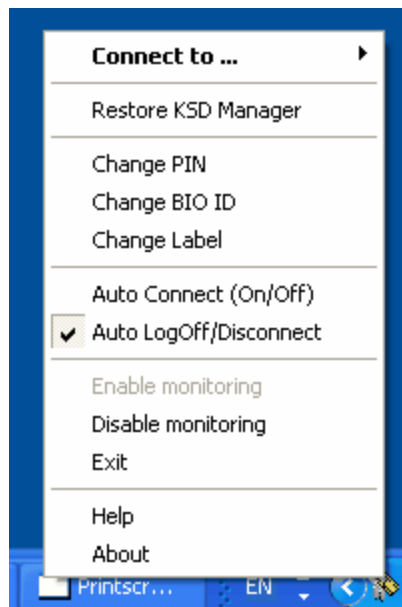 Connect to ...
Restore KSD Manager
Change PIN
Change BIO ID
Change Label
Auto Connect (On/Off)
Auto LogOff/Disconnect
Enable monitoring
Disable monitoring
Exit
Help
About
Printscr... EN